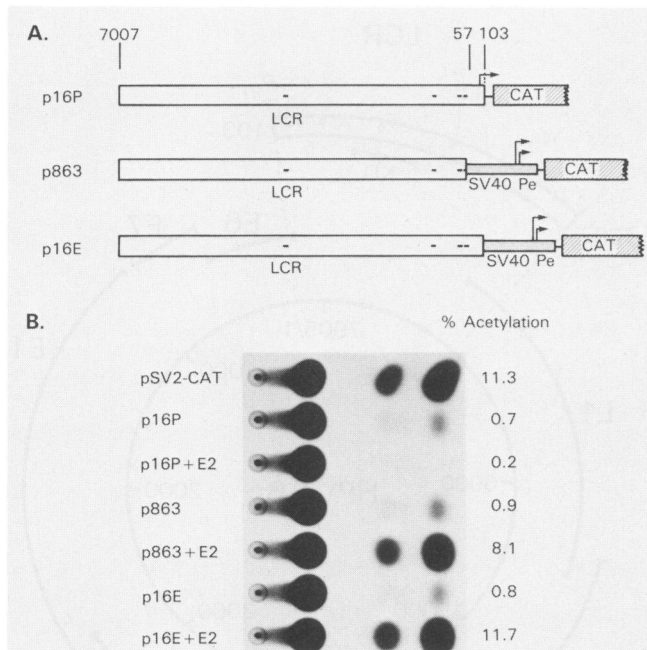 A.
7007
57 103
p16P
CAT
LCR
p863
CAT
LCR
SV40 Pe
p16E
CAT
LCR
SV40 Pe
B.
% Acetylation
pSV2-CAT 11.3
p16P 0.7
p16P+E2 0.2
p863 0.9
p863+E2 8.1
p16E 0.8
p16E+E2 11.7